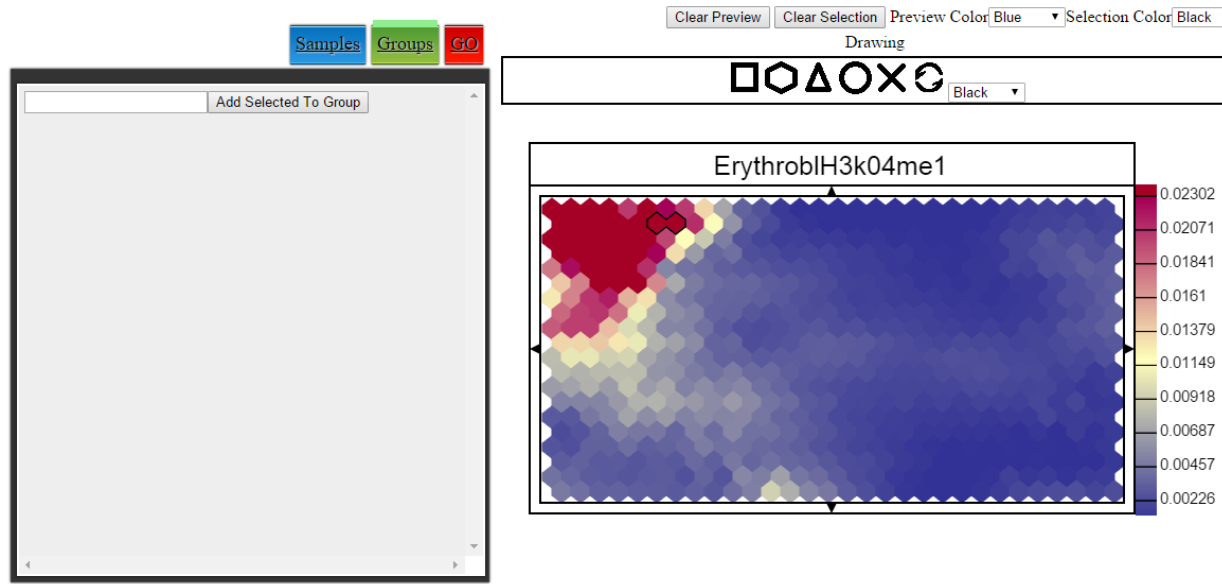 Clear Preview Clear Selection Preview Color Blue Selection Color Black
Samples Groups GO
Drawing
Black
Add Selected To Group
ErythroblH3k04me1
0.02302
0.02071
0.01841
0.0161
0.01379
0.01149
0.00918
0.00687
0.00457
0.00226